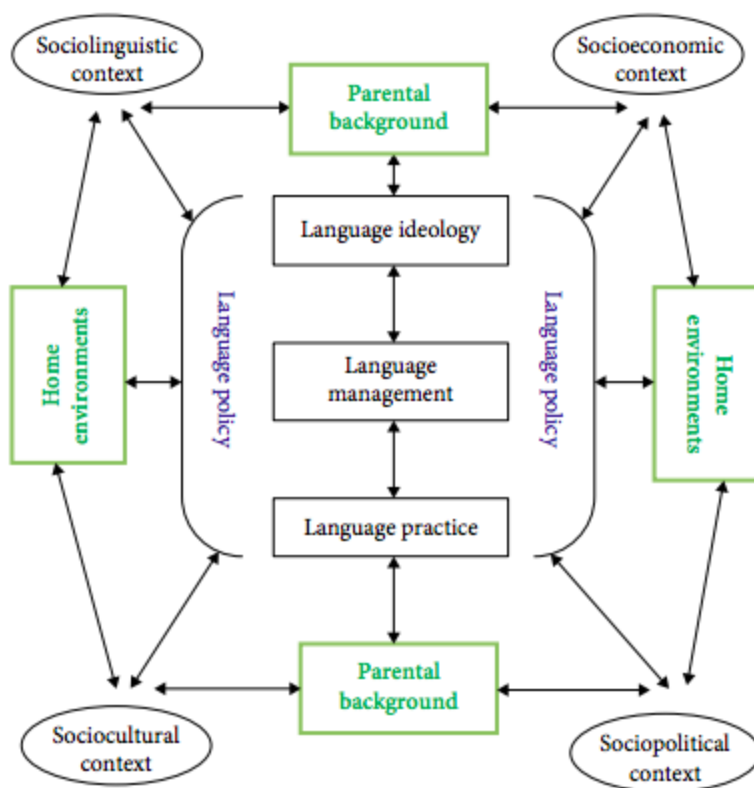 Sociolinguistic
context
Socioeconomic
context
Parental
background
Language ideology
Language policy
Language policy
Home
environments
Language
management
Home
environments
Language practice
Parental
background
Sociocultural
context
Sociopolitical
context